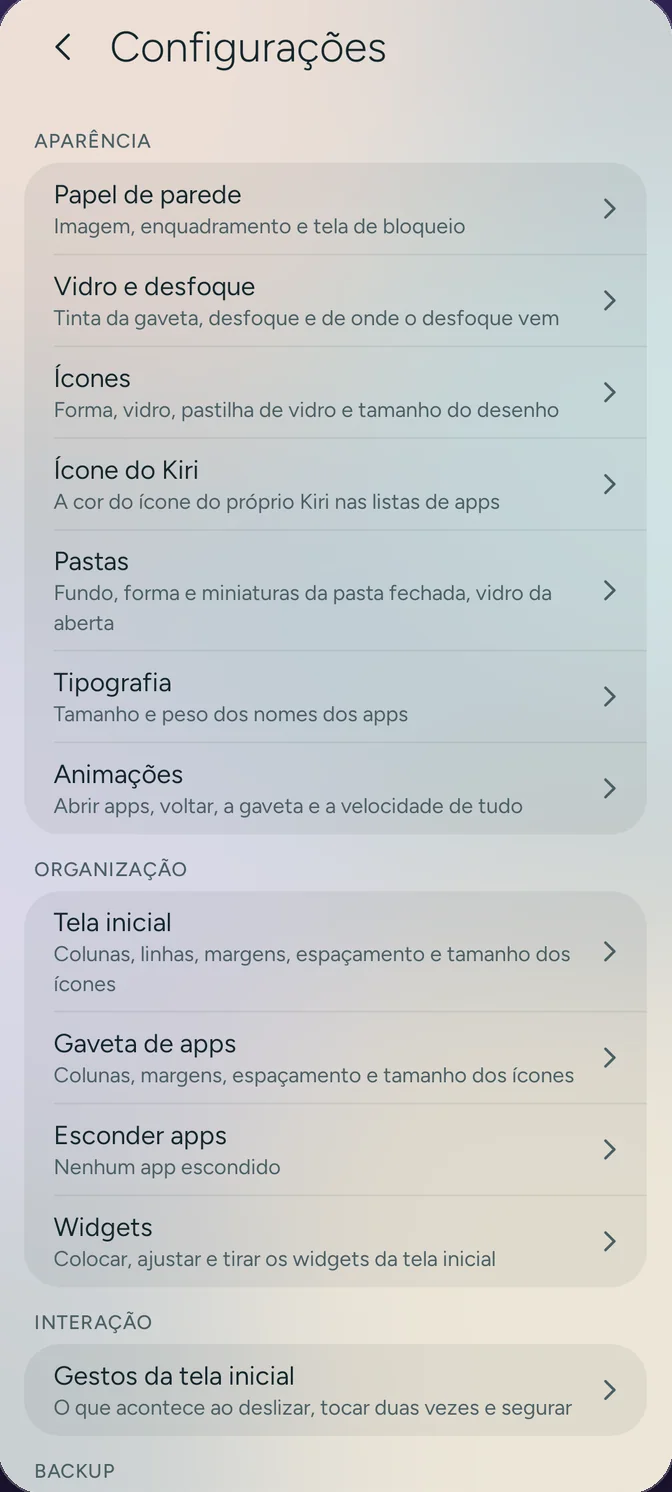 Configurações
APARÊNCIA
Papel de parede
Imagem, enquadramento e tela de bloqueio
Vidro e desfoque
Tinta da gaveta, desfoque e de onde o desfoque vem
Ícones
Forma, vidro, pastilha de vidro e tamanho do desenho
Ícone do Kiri
A cor do ícone do próprio Kiri nas listas de apps
Pastas
Fundo, forma e miniaturas da pasta fechada, vidro da
aberta
Tipografia
Tamanho e peso dos nomes dos apps
Animações
Abrir apps, voltar, a gaveta e a velocidade de tudo
ORGANIZAÇÃO
Tela inicial
Colunas, linhas, margens, espaçamento e tamanho dos
ícones
Gaveta de apps
Colunas, margens, espaçamento e tamanho dos ícones
Esconder apps
Nenhum app escondido
Widgets
Colocar, ajustar e tirar os widgets da tela inicial
INTERAÇÃO
Gestos da tela inicial
O que acontece ao deslizar, tocar duas vezes e segurar
BACKUP